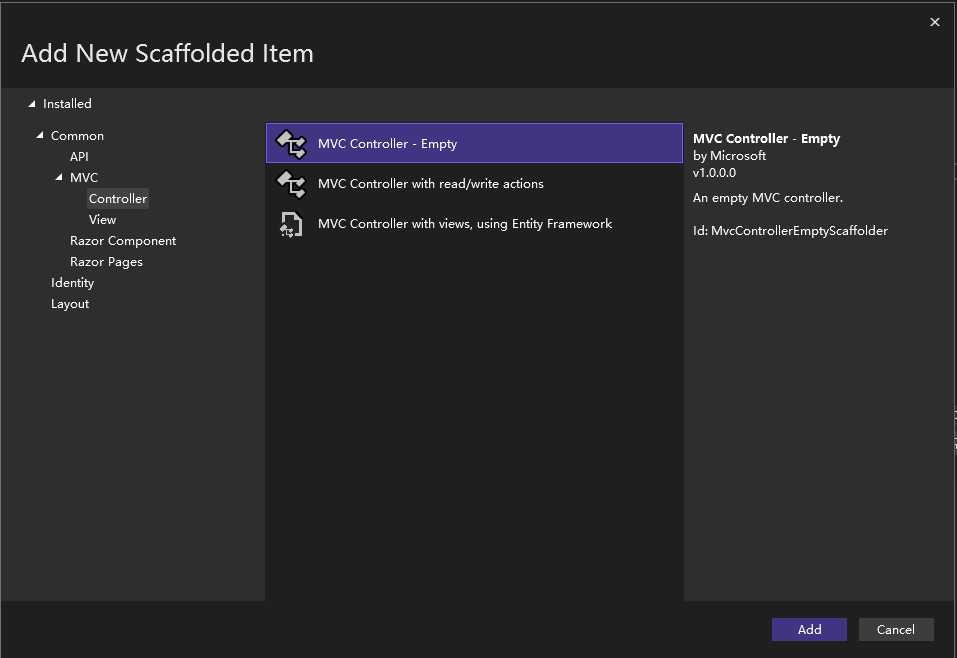 Add New Scaffolded Item
Installed
Common
API
MVC
Controller
View
Razor Component
Razor Pages
Identity
Layout
MVC Controller - Empty
MVC Controller with read/write actions
MVC Controller with views, using Entity Framework
MVC Controller - Empty
by Microsoft
v1.0.0.0
An empty MVC controller.
Id: MvcControllerEmptyScaffolder
Add
Cancel